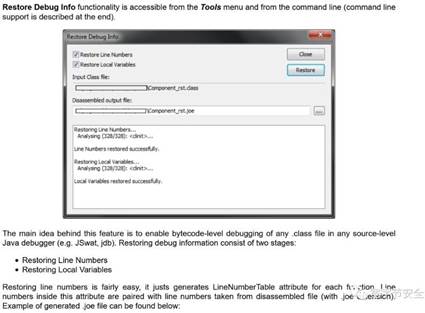 Restore Debug Info functionality is accessible from the Tools menu and from the command line (command line
support is described at the end).
Restore Debug Info
Restore Line Numbers
Restore Local Variables
Close
Restore
Input Class file:
\Component_rst.class
Disassembled output file:
\Component_rst.joe
...
Restoring Line Numbers...
Analysing (328/328): <clinit>...
Line Numbers restored successfully.
Restoring Local Variables...
Analysing (328/328): <clinit>...
Local Variables restored successfully.
The main idea behind this feature is to enable bytecode-level debugging of any .class file in any source-level
Java debugger (e.g. JSwat, jdb). Restoring debug information consist of two stages:
• Restoring Line Numbers
• Restoring Local Variables
Restoring line numbers is fairly easy, it justs generates LineNumberTable attribute for each Line
numbers inside this attribute are paired with line numbers taken from disassembled file (with .joe
Example of generated .joe file can be found below: